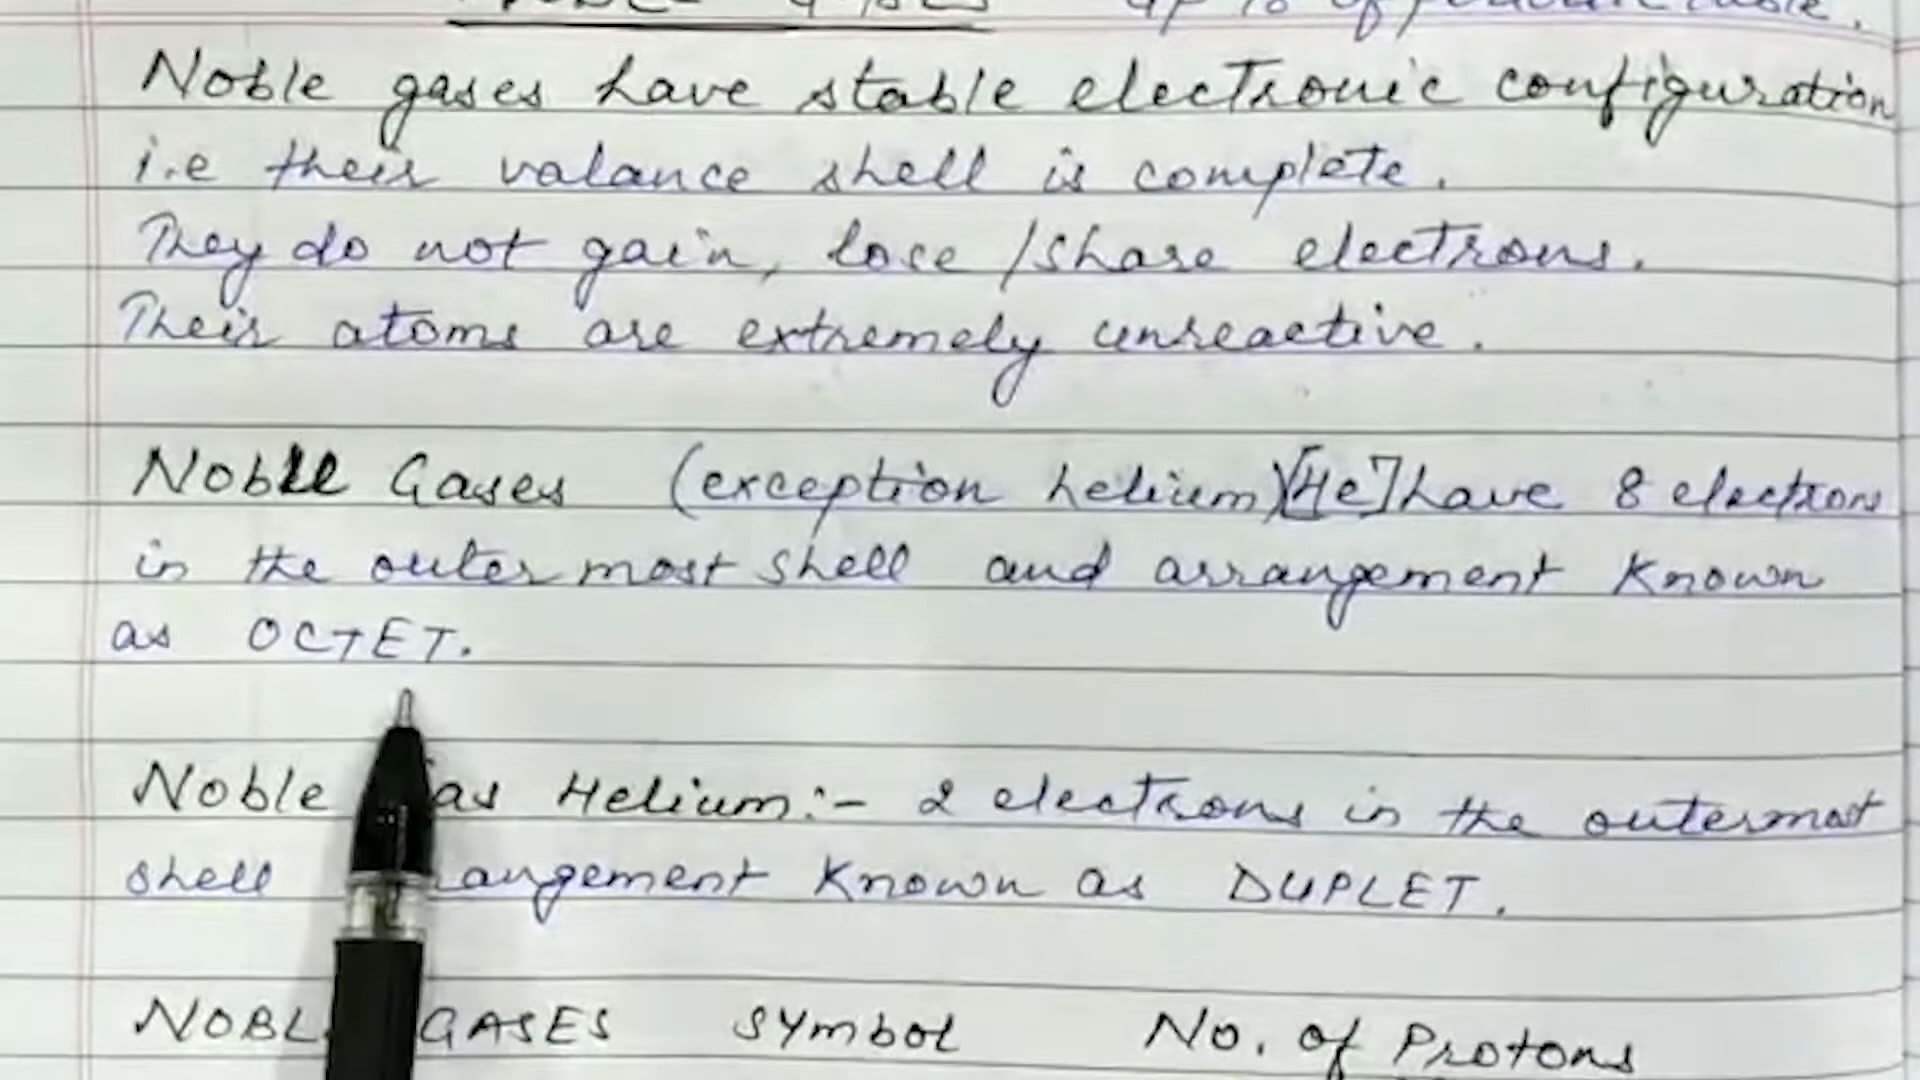 Noble gases have stable electronic configuration
i.e their valance shell is complete.
They do not gain, lose /share electrons.
Their atoms are extremely unreactive.
Noble Gases (exception helium)[He] have 8 electrons
in the outer most shell and arrangement known
as OCTET.
Noble as Helium:- 2 electrons in the outermost
shell angement known as DUPLET.
NOBL GASES Symbol No. of Protons